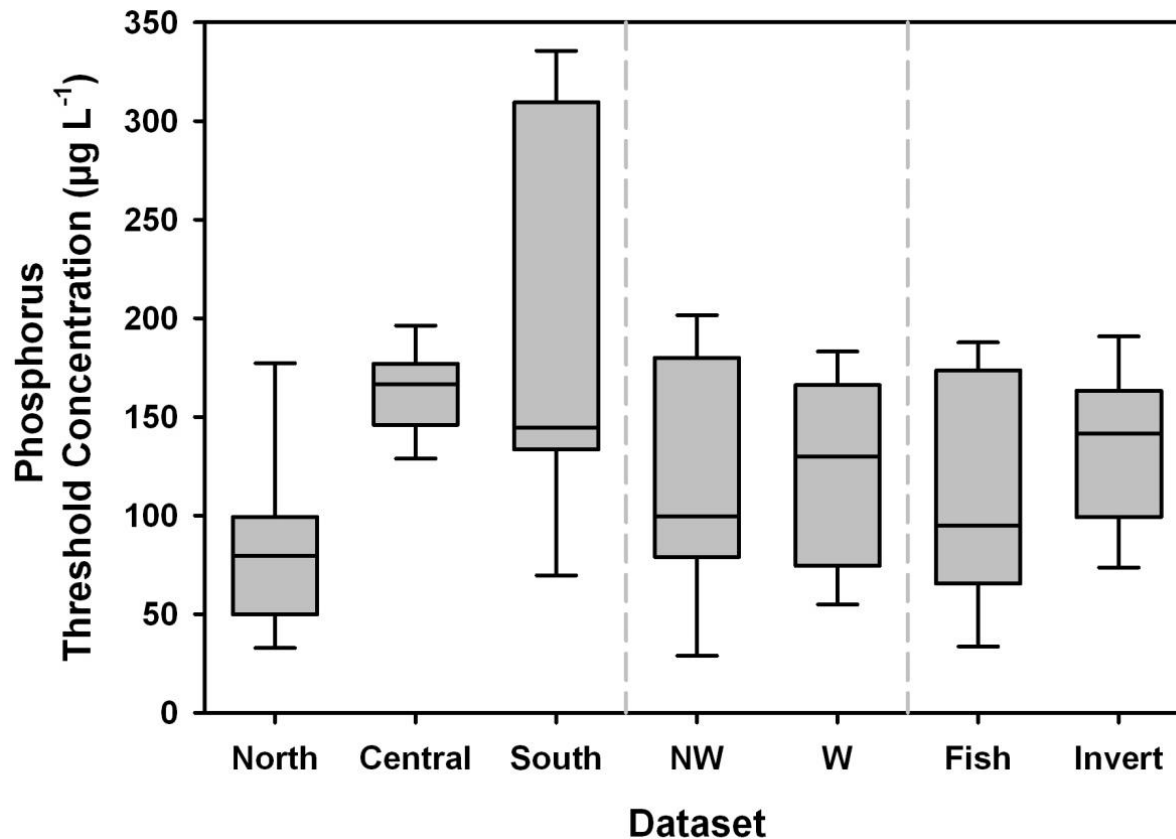 Phosphorus
Threshold Concentration (µg L⁻¹)
350
300
250
200
150
100
50
0
North Central South NW W Fish Invert
Dataset